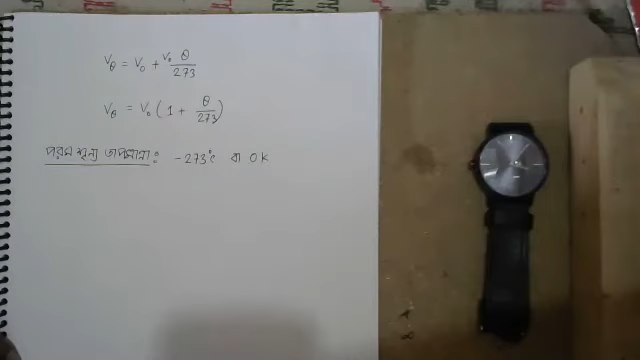 V_θ = V_0 + V_0 θ/273
V_θ = V_0 (1 + θ/273)
পরম শূন্য তাপমাত্রা : -273°c বা 0 k